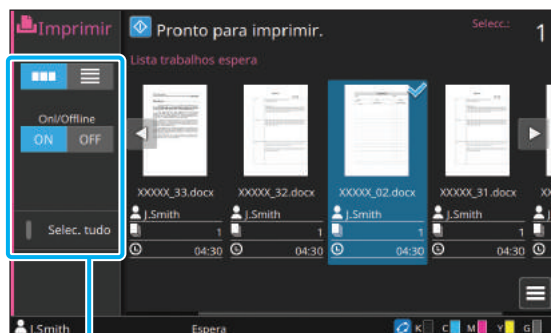 Imprimir
Pronto para imprimir.
Selecc.:
1
Lista trabalhos espera
Onl/Offline
ON OFF
Selec. tudo
XXXXX_33.docx XXXXX_32.docx XXXXX_02.docx XXXXX_31.docx XX
J.Smith J.Smith J.Smith J.Smith J
1 1 1 1
04:30 04:30 04:30 04:30
J.Smith Espera K C M Y G